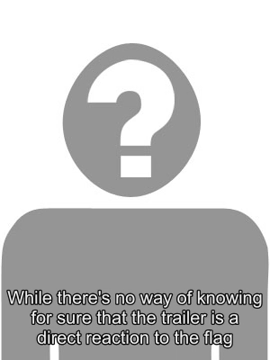 ?
While there's no way of knowing
for sure that the trailer is a
direct reaction to the flag